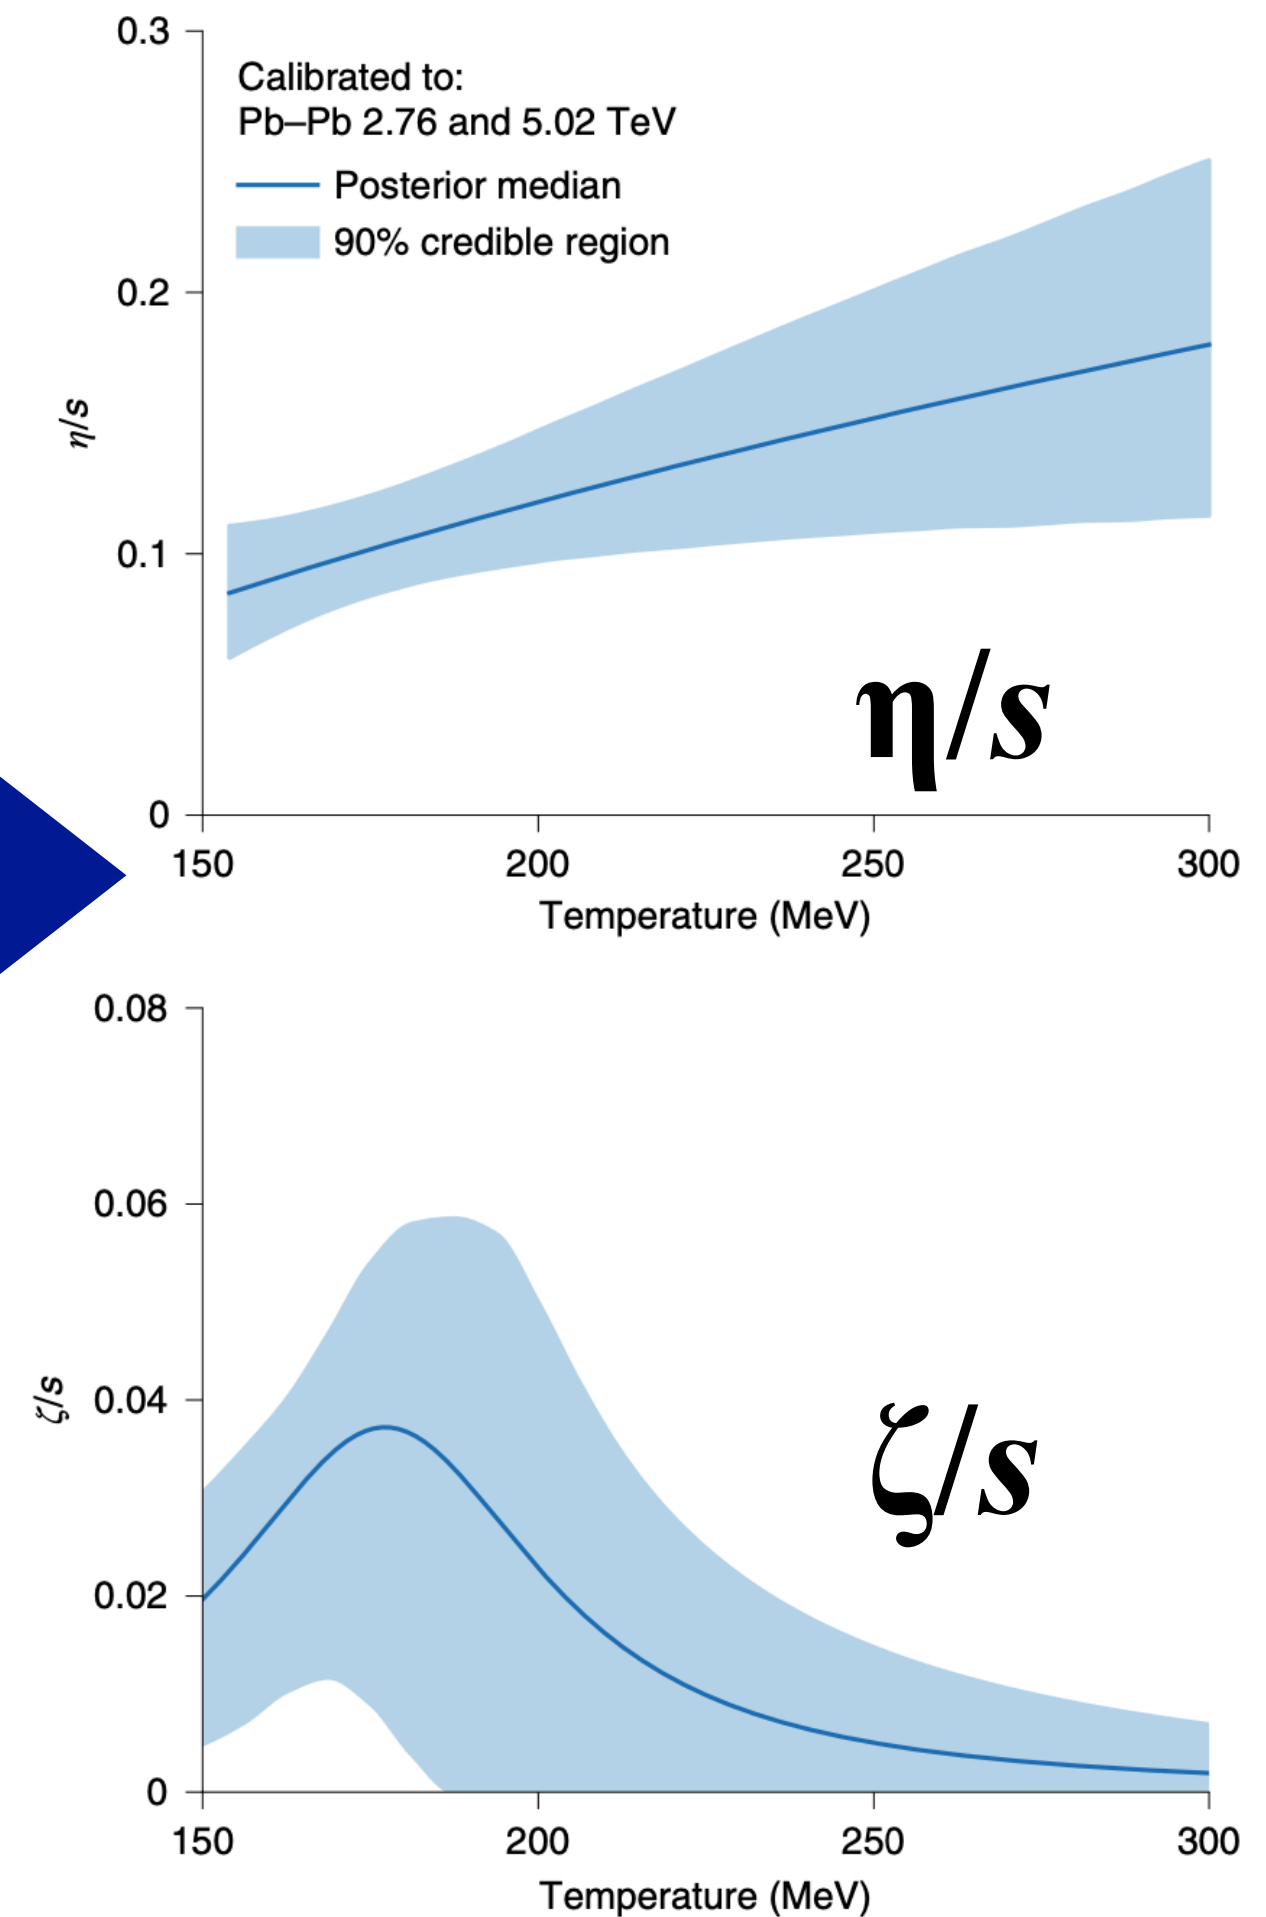 0.3
Calibrated to:
Pb–Pb 2.76 and 5.02 TeV
Posterior median
90% credible region
0.2
η/s
0.1
η/s
0
150 200 250 300
Temperature (MeV)
0.08
0.06
ζ/s
0.04
ζ/s
0.02
0
150 200 250 300
Temperature (MeV)